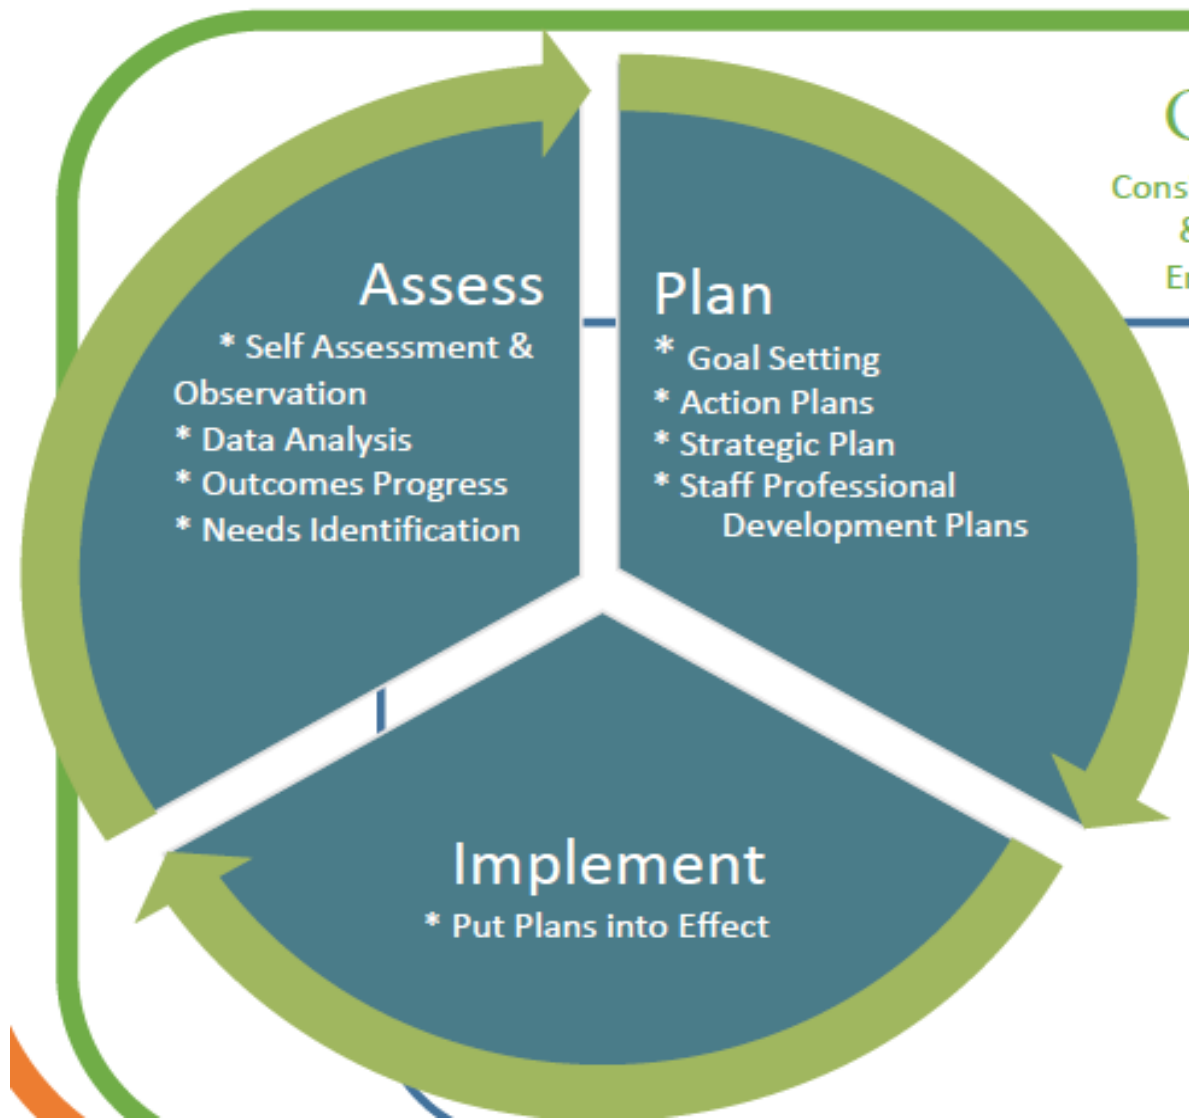 Assess
* Self Assessment &
Observation
* Data Analysis
* Outcomes Progress
* Needs Identification
Plan
* Goal Setting
* Action Plans
* Strategic Plan
* Staff Professional
Development Plans
Implement
* Put Plans into Effect